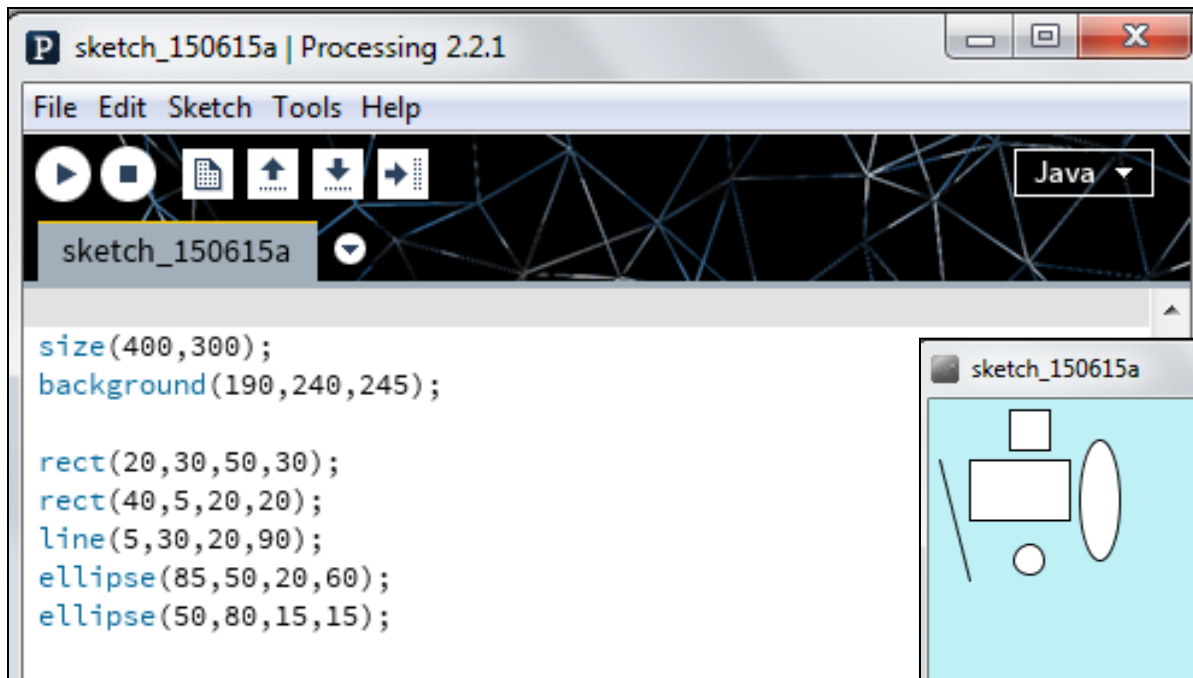 sketch_150615a | Processing 2.2.1
File Edit Sketch Tools Help
Java
sketch_150615a
size(400,300);
background(190,240,245);
rect(20,30,50,30);
rect(40,5,20,20);
line(5,30,20,90);
ellipse(85,50,20,60);
ellipse(50,80,15,15);
sketch_150615a